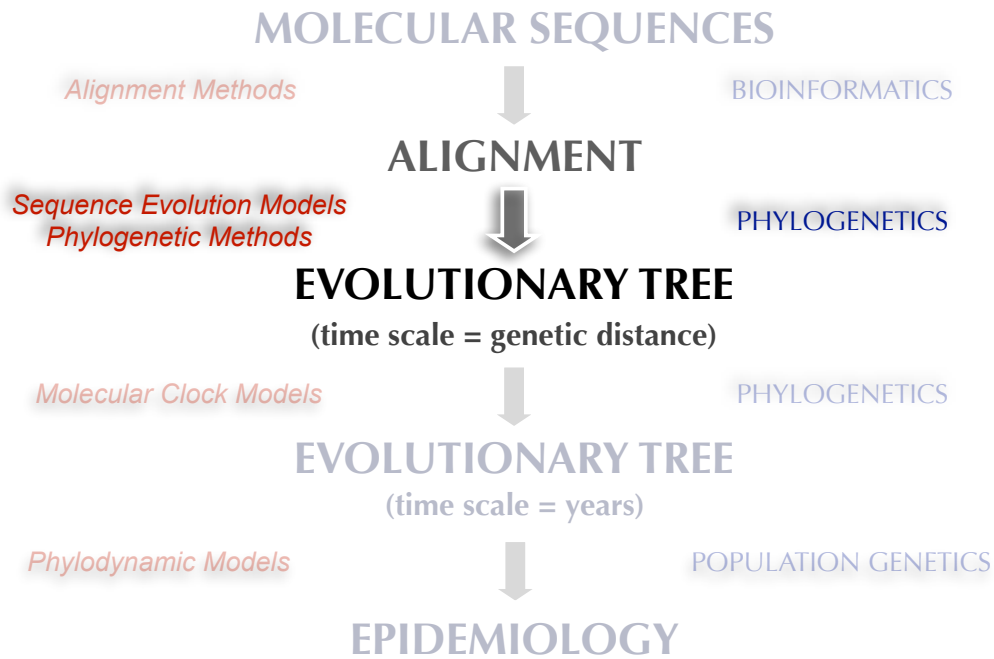 MOLECULAR SEQUENCES
Alignment Methods
BIOINFORMATICS
ALIGNMENT
Sequence Evolution Models
Phylogenetic Methods
PHYLOGENETICS
EVOLUTIONARY TREE
(time scale = genetic distance)
Molecular Clock Models
PHYLOGENETICS
EVOLUTIONARY TREE
(time scale = years)
Phylodynamic Models
POPULATION GENETICS
EPIDEMIOLOGY